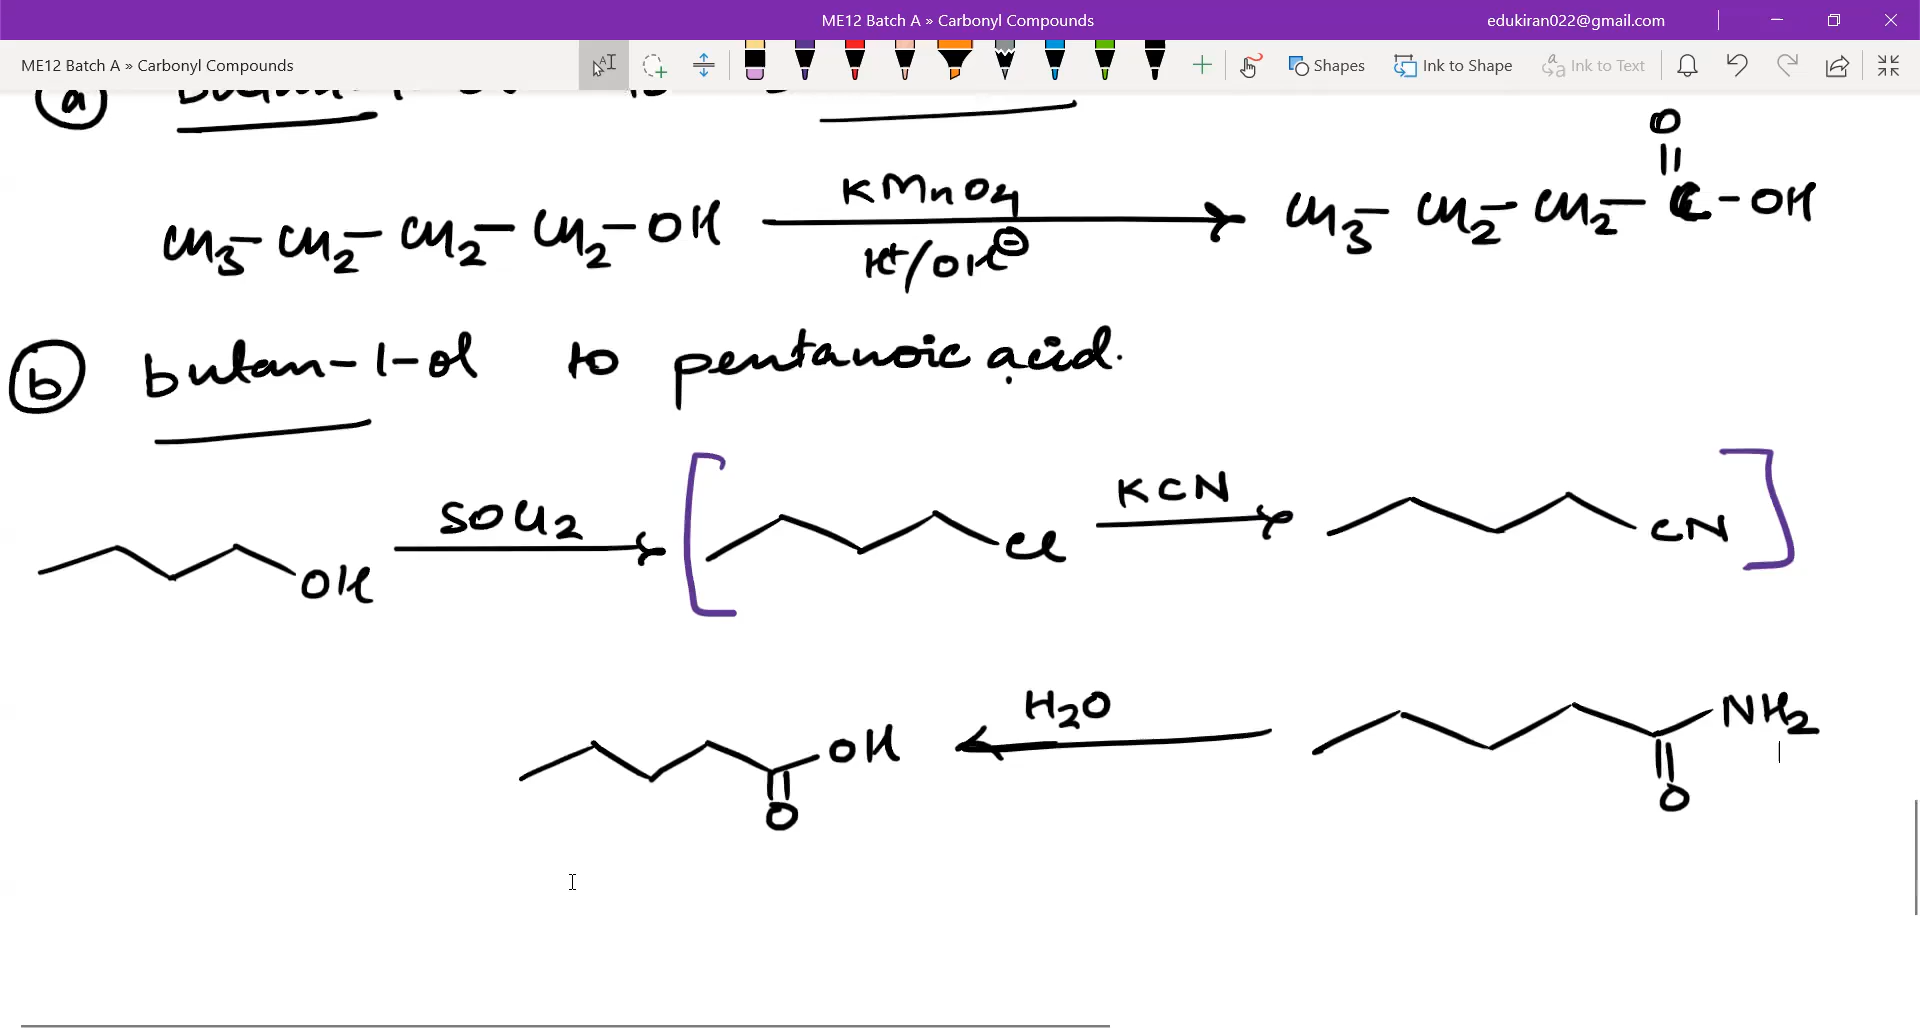 ME12 Batch A » Carbonyl Compounds
edukiran022@gmail.com
ME12 Batch A » Carbonyl Compounds
Shapes
Ink to Shape
Ink to Text
(a)
O
CH3-CH2-CH2-CH2-OH
KMnO4
H+/OH⊖
CH3-CH2-CH2-C-OH
(b) butan-1-ol to pentanoic acid.
OH
SOCl2
Cl
KCN
CN
OH
O
H2O
NH2
O